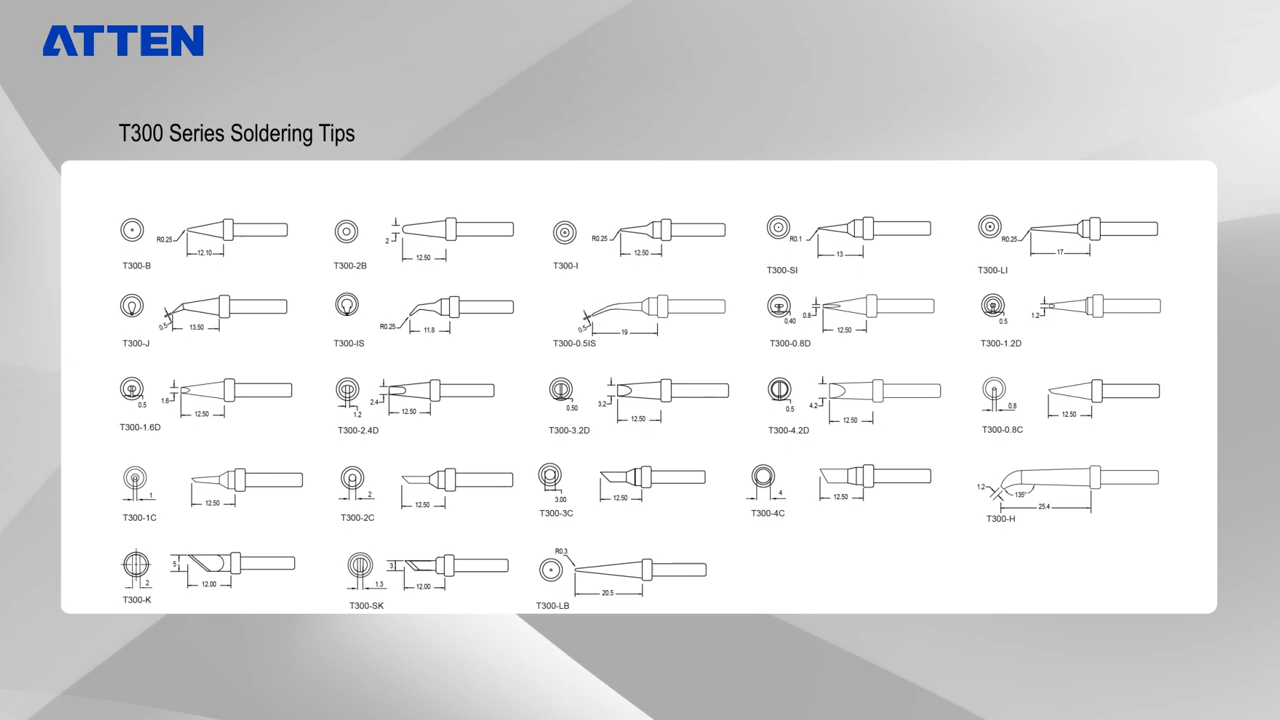 ATTEN
T300 Series Soldering Tips
R0.25
12.10
T300-B
2
12.50
T300-2B
R0.25
12.50
T300-I
R0.1
13
T300-SI
R0.25
17
T300-LI
0.5
13.50
T300-J
R0.25
11.8
T300-IS
0.5
19
T300-0.5IS
0.40
0.8
12.50
T300-0.8D
0.5
1.2
T300-1.2D
0.5
1.6
12.50
T300-1.6D
1.2
2.4
12.50
T300-2.4D
0.50
3.2
12.50
T300-3.2D
0.5
4.2
12.50
T300-4.2D
0.8
12.50
T300-0.8C
1
12.50
T300-1C
2
12.50
T300-2C
3.00
12.50
T300-3C
4
12.50
T300-4C
1.2
135°
25.4
T300-H
2
5
12.00
T300-K
1.3
3
12.00
T300-SK
R0.3
20.5
T300-LB